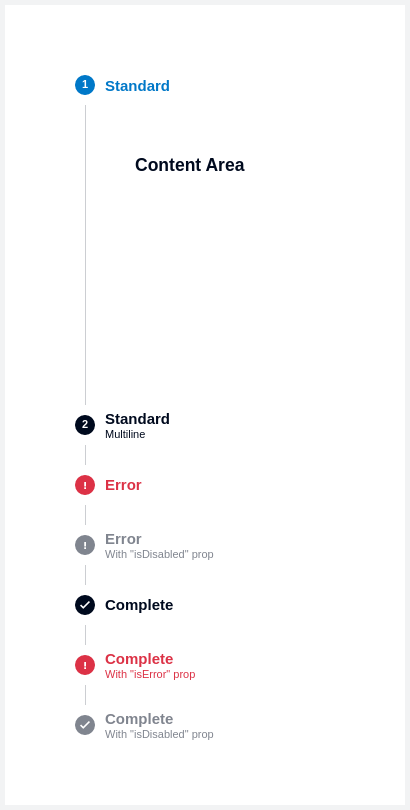 1 Standard
Content Area
2 Standard
Multiline
! Error
! Error
With "isDisabled" prop
Complete
! Complete
With "isError" prop
Complete
With "isDisabled" prop